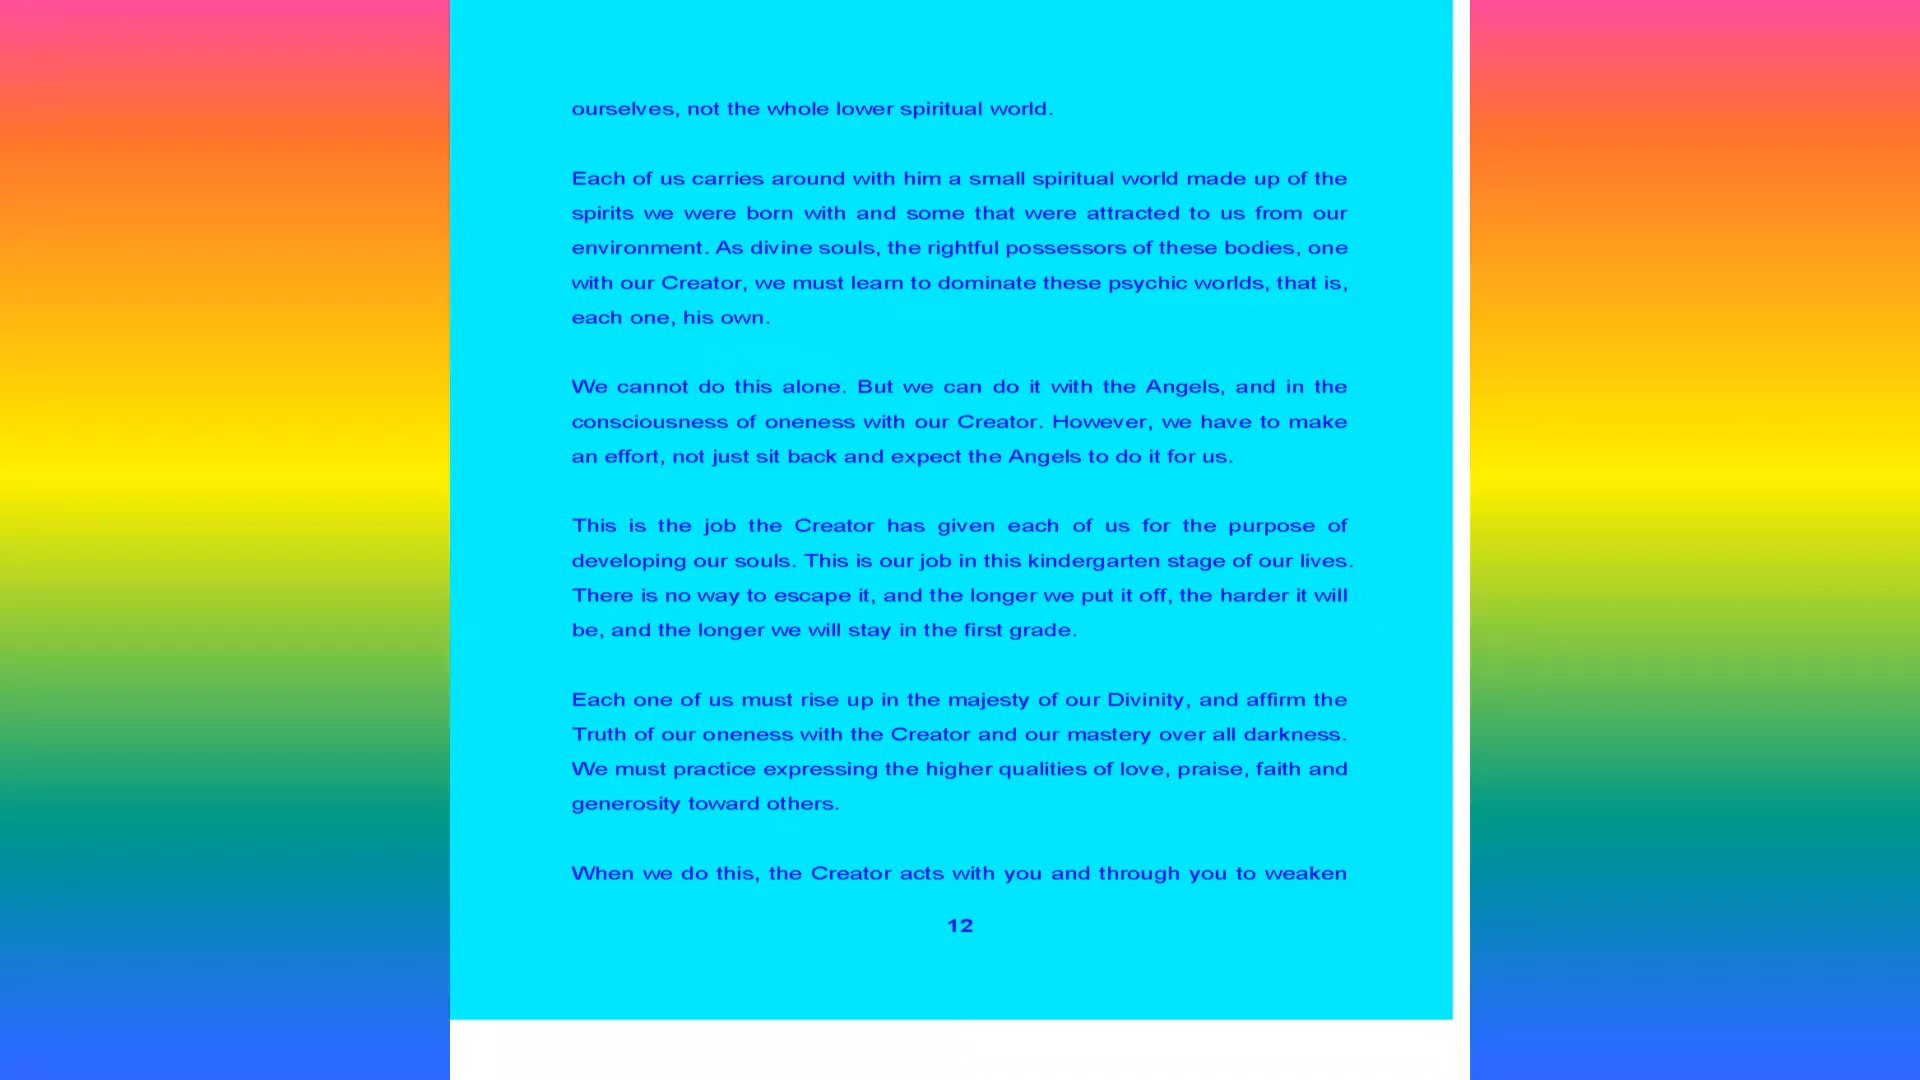 ourselves, not the whole lower spiritual world.
Each of us carries around with him a small spiritual world made up of the
spirits we were born with and some that were attracted to us from our
environment. As divine souls, the rightful possessors of these bodies, one
with our Creator, we must learn to dominate these psychic worlds, that is,
each one, his own.
We cannot do this alone. But we can do it with the Angels, and in the
consciousness of oneness with our Creator. However, we have to make
an effort, not just sit back and expect the Angels to do it for us.
This is the job the Creator has given each of us for the purpose of
developing our souls. This is our job in this kindergarten stage of our lives.
There is no way to escape it, and the longer we put it off, the harder it will
be, and the longer we will stay in the first grade.
Each one of us must rise up in the majesty of our Divinity, and affirm the
Truth of our oneness with the Creator and our mastery over all darkness.
We must practice expressing the higher qualities of love, praise, faith and
generosity toward others.
When we do this, the Creator acts with you and through you to weaken
12